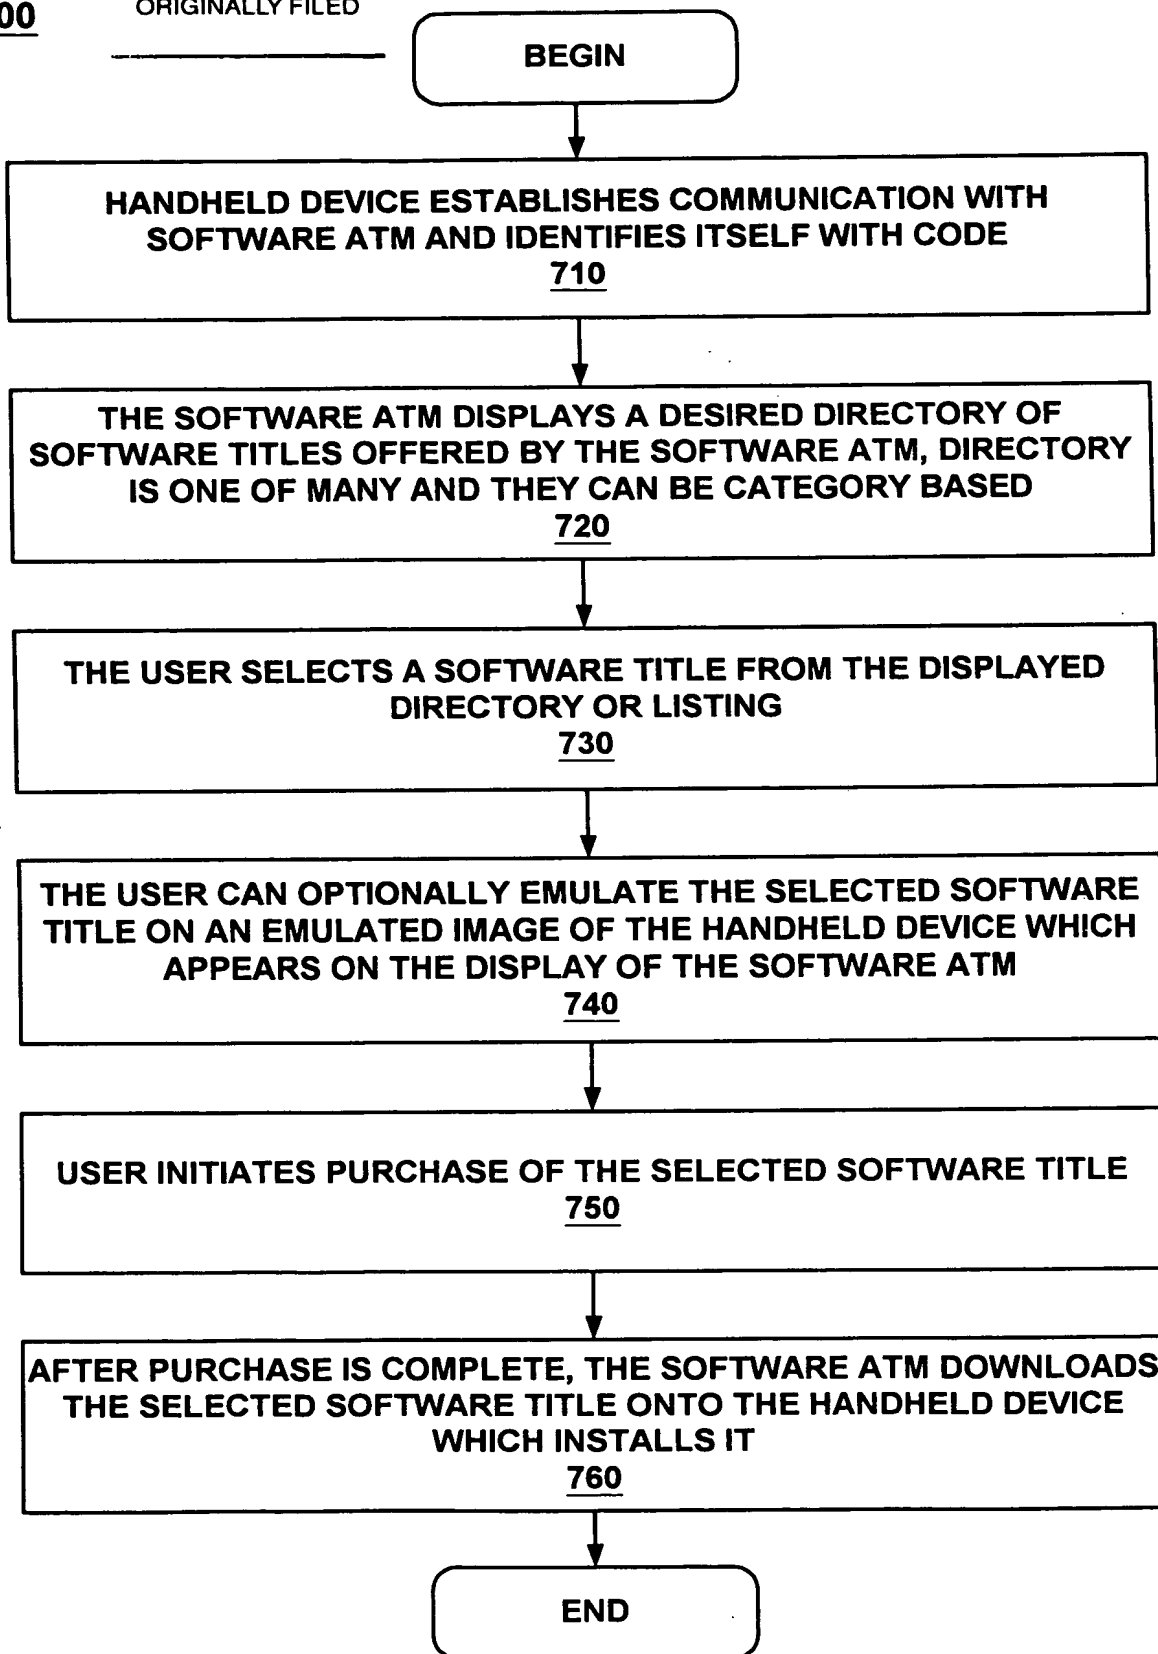 00
ORIGINALLY FILED
BEGIN
HANDHELD DEVICE ESTABLISHES COMMUNICATION WITH
SOFTWARE ATM AND IDENTIFIES ITSELF WITH CODE
710
THE SOFTWARE ATM DISPLAYS A DESIRED DIRECTORY OF
SOFTWARE TITLES OFFERED BY THE SOFTWARE ATM, DIRECTORY
IS ONE OF MANY AND THEY CAN BE CATEGORY BASED
720
THE USER SELECTS A SOFTWARE TITLE FROM THE DISPLAYED
DIRECTORY OR LISTING
730
THE USER CAN OPTIONALLY EMULATE THE SELECTED SOFTWARE
TITLE ON AN EMULATED IMAGE OF THE HANDHELD DEVICE WHICH
APPEARS ON THE DISPLAY OF THE SOFTWARE ATM
740
USER INITIATES PURCHASE OF THE SELECTED SOFTWARE TITLE
750
AFTER PURCHASE IS COMPLETE, THE SOFTWARE ATM DOWNLOADS
THE SELECTED SOFTWARE TITLE ONTO THE HANDHELD DEVICE
WHICH INSTALLS IT
760
END